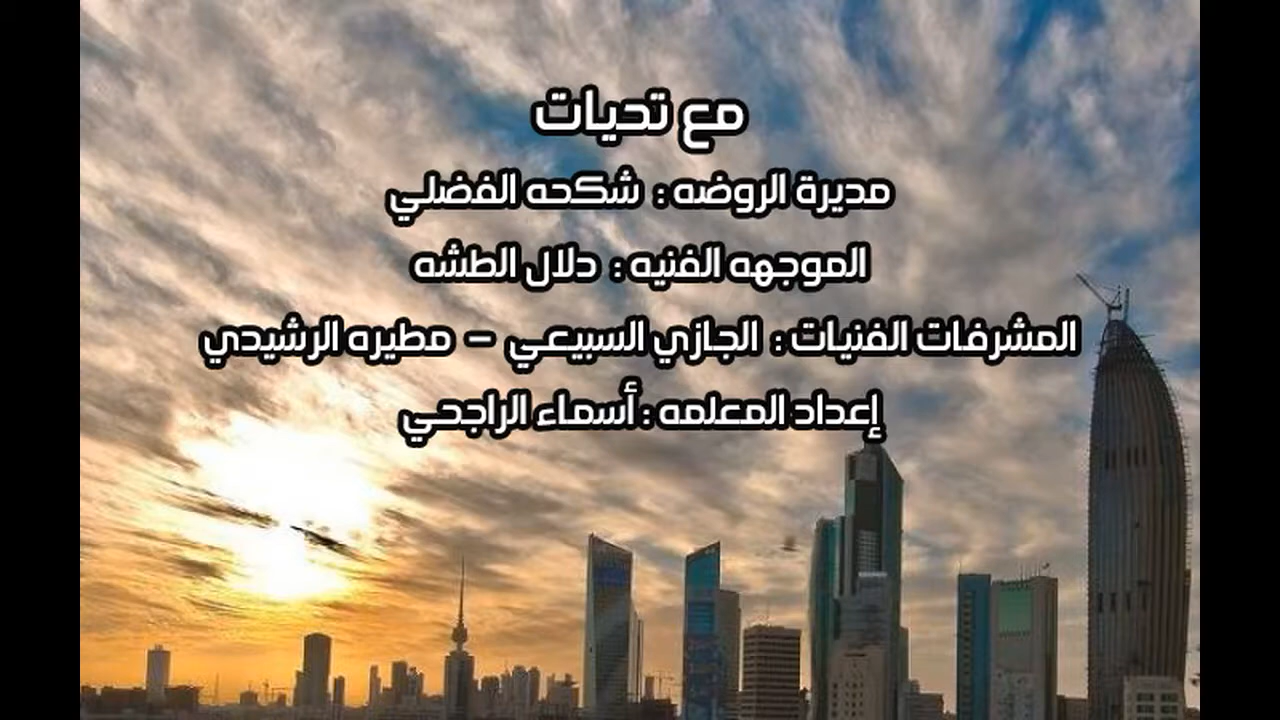 مع تحيات
مديرة الروضه : شكحه الفضلي
الموجهه الفنيه : دلال الطشه
المشرفات الفنيات : الجازي السبيعي - مطيره الرشيدي
إعداد المعلمه : أسماء الراجحي